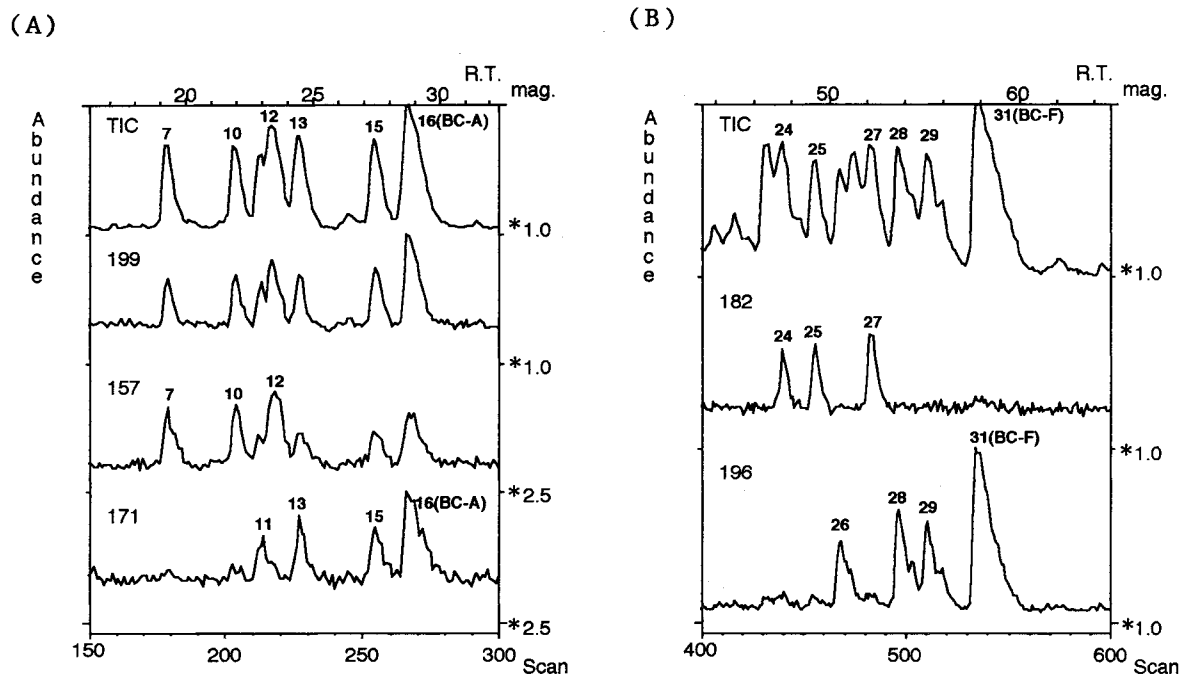 (A)
R.T.
20 25 30
mag.
Abundance
TIC
7 10 12 13 15 16(BC-A)
*1.0
199
*1.0
157
7 10 12
*2.5
171
11 13 15 16(BC-A)
*2.5
150 200 250 300
Scan
(B)
R.T.
50 60
mag.
Abundance
TIC
24 25 27 28 29 31(BC-F)
*1.0
182
24 25 27
*1.0
196
26 28 29 31(BC-F)
*1.0
400 500 600
Scan